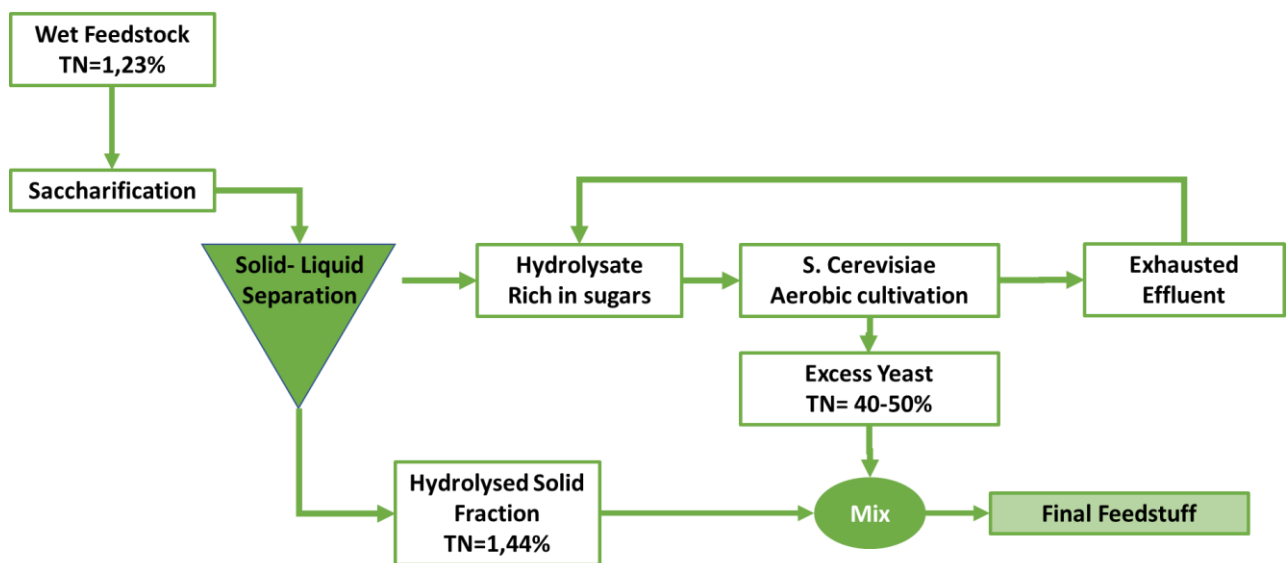 Wet Feedstock
TN=1,23%
Saccharification
Solid- Liquid
Separation
Hydrolysate
Rich in sugars
S. Cerevisiae
Aerobic cultivation
Exhausted
Effluent
Excess Yeast
TN= 40-50%
Hydrolysed Solid
Fraction
TN=1,44%
Mix
Final Feedstuff